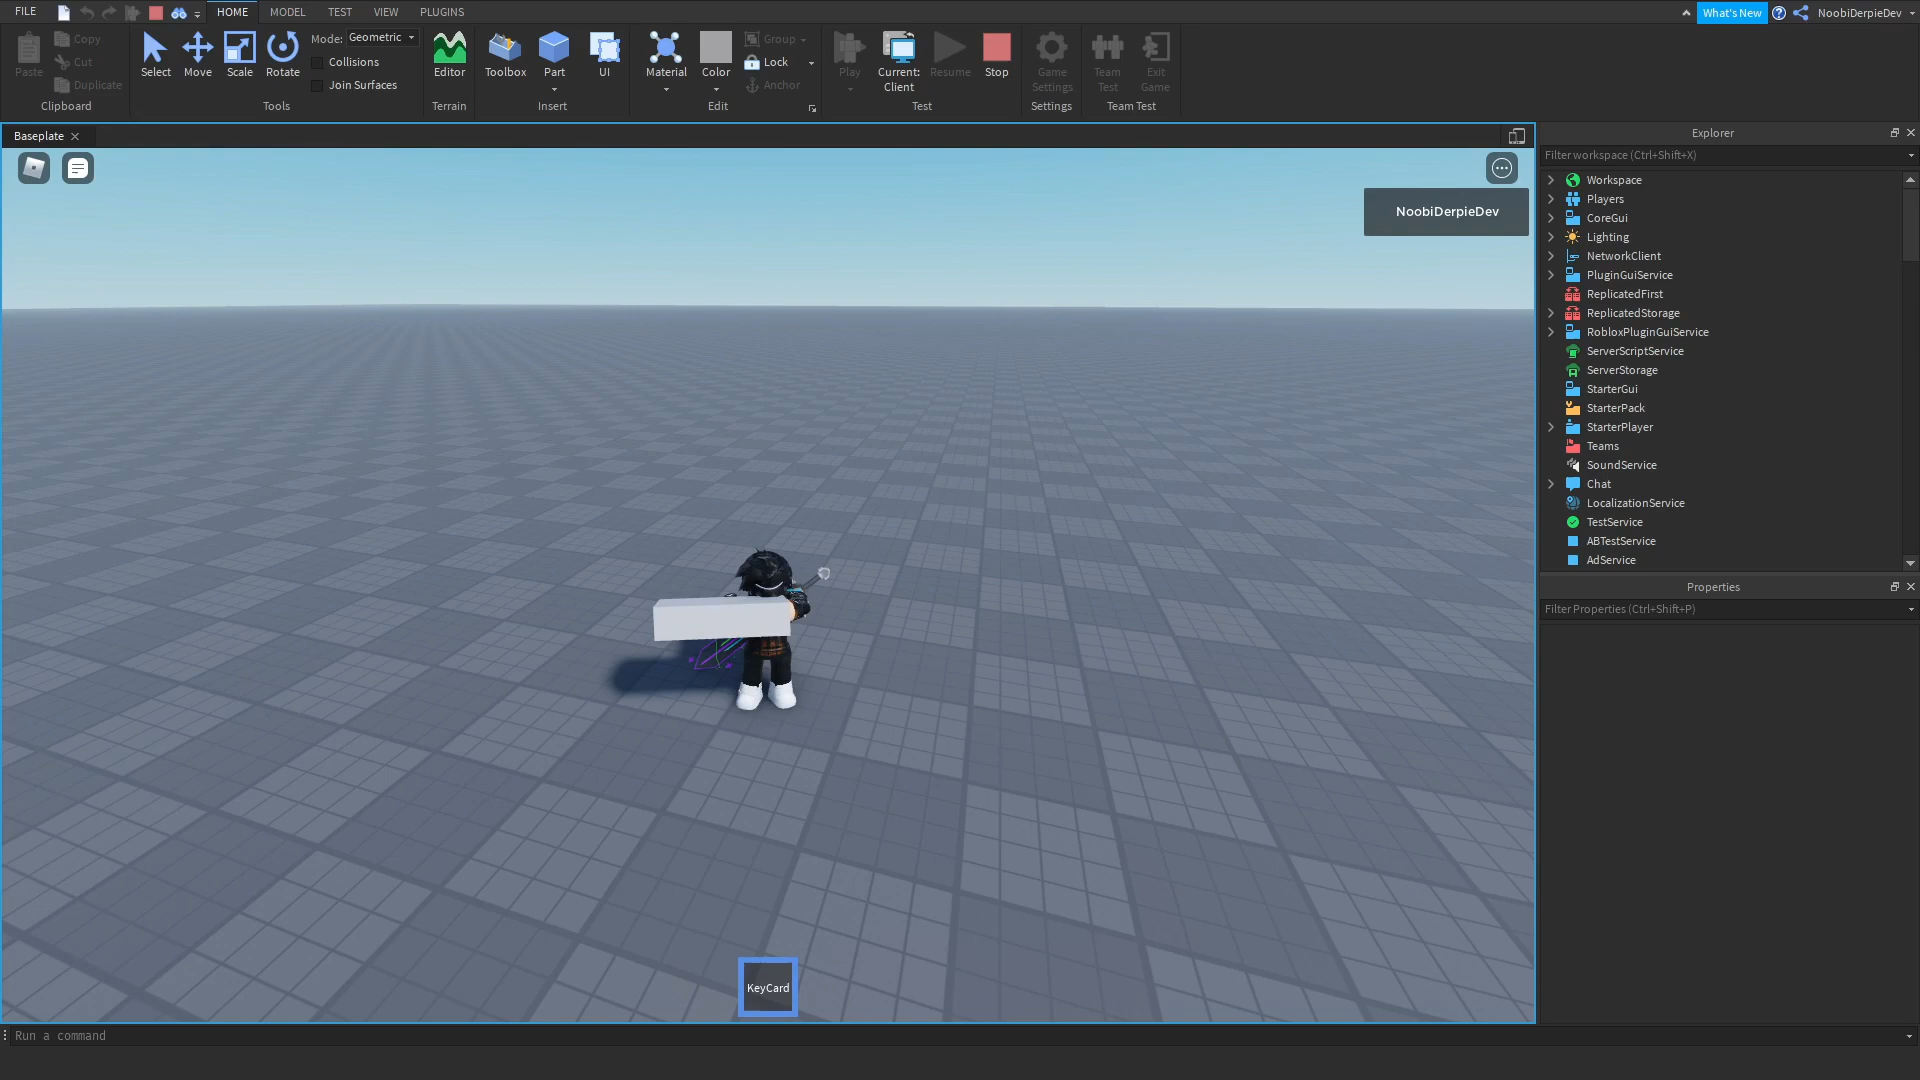 FILE
HOME
MODEL
TEST
VIEW
PLUGINS
What's New
NoobiDerpieDev
Paste
Copy
Cut
Duplicate
Clipboard
Select
Move
Scale
Rotate
Mode: Geometric
Collisions
Join Surfaces
Tools
Editor
Terrain
Toolbox
Part
UI
Insert
Material
Color
Group
Lock
Anchor
Edit
Play
Current:
Client
Resume
Stop
Test
Game
Settings
Settings
Team
Test
Exit
Game
Team Test
Baseplate
NoobiDerpieDev
KeyCard
Explorer
Filter workspace (Ctrl+Shift+X)
Workspace
Players
CoreGui
Lighting
NetworkClient
PluginGuiService
ReplicatedFirst
ReplicatedStorage
RobloxPluginGuiService
ServerScriptService
ServerStorage
StarterGui
StarterPack
StarterPlayer
Teams
SoundService
Chat
LocalizationService
TestService
ABTestService
AdService
Properties
Filter Properties (Ctrl+Shift+P)
Run a command